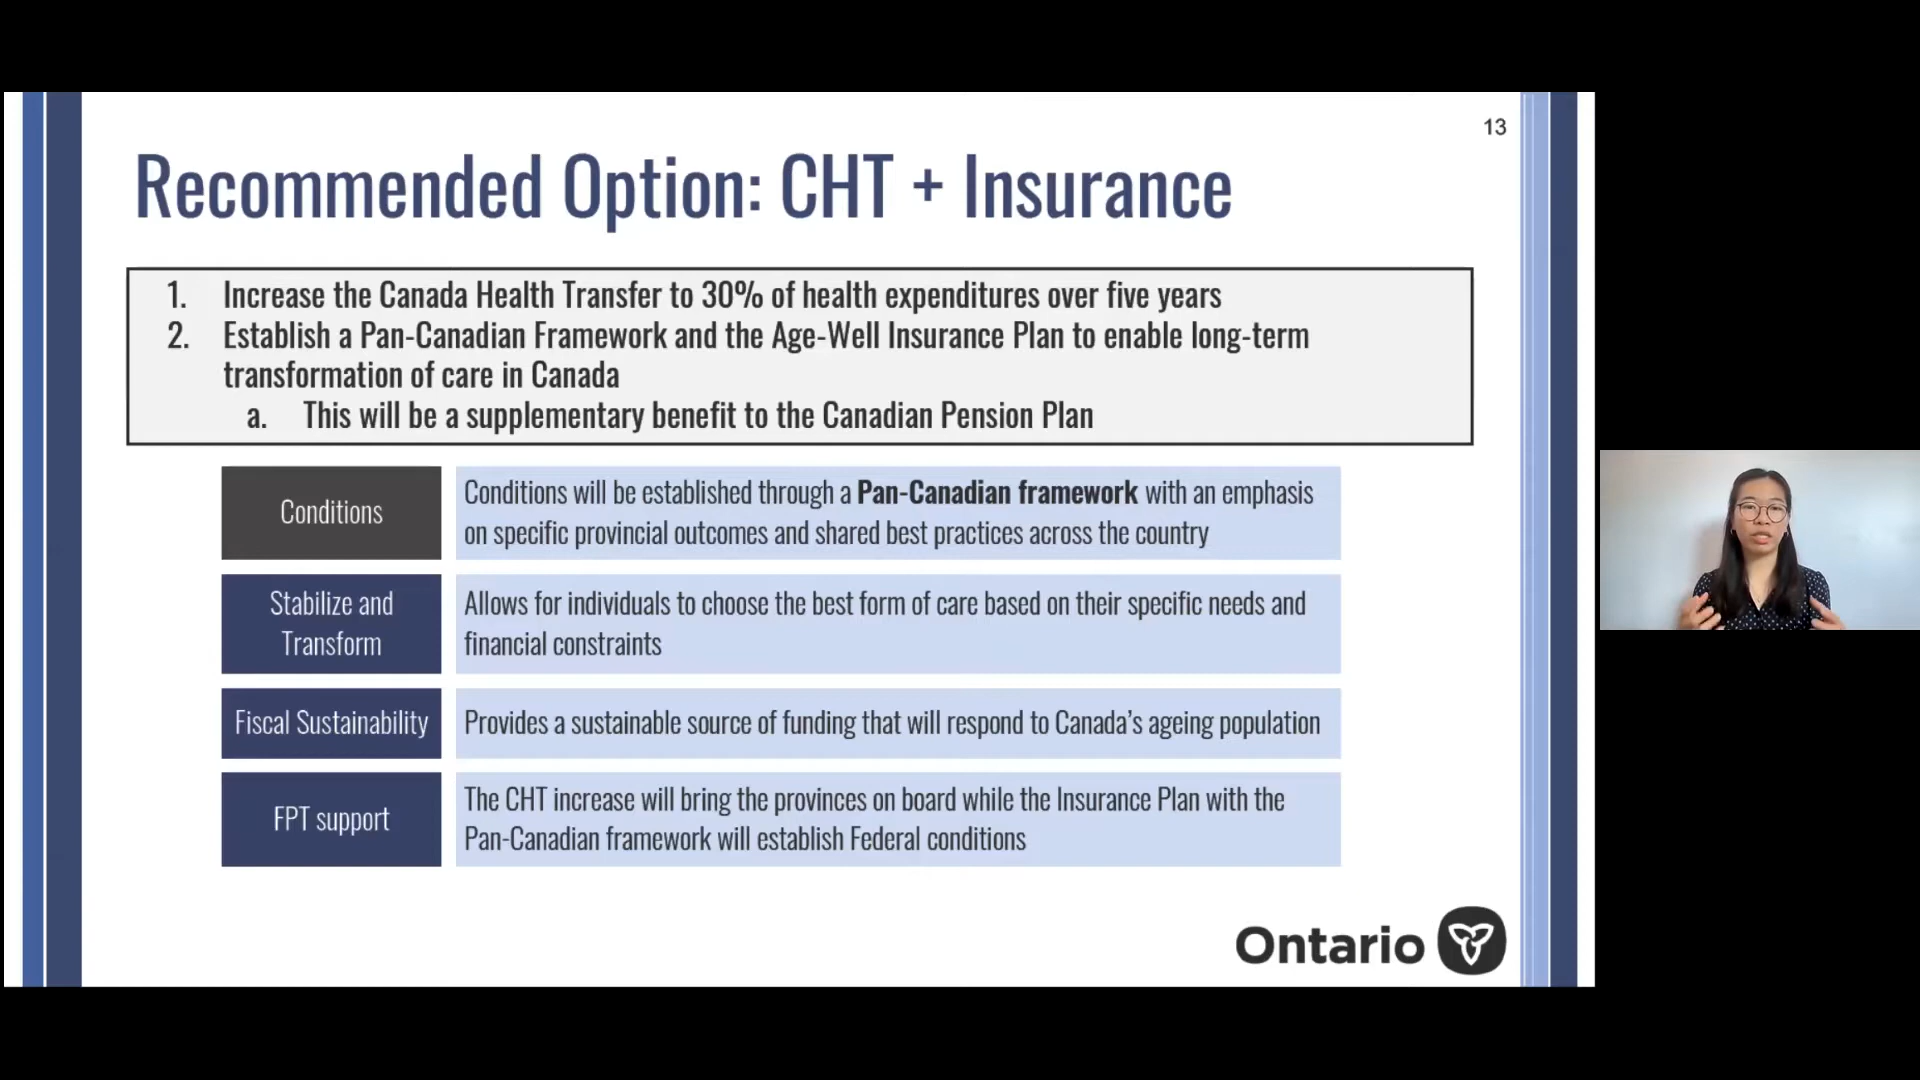 13
Recommended Option: CHT + Insurance
1. Increase the Canada Health Transfer to 30% of health expenditures over five years
2. Establish a Pan-Canadian Framework and the Age-Well Insurance Plan to enable long-term
transformation of care in Canada
a. This will be a supplementary benefit to the Canadian Pension Plan
Conditions
Conditions will be established through a Pan-Canadian framework with an emphasis
on specific provincial outcomes and shared best practices across the country
Stabilize and
Transform
Allows for individuals to choose the best form of care based on their specific needs and
financial constraints
Fiscal Sustainability
Provides a sustainable source of funding that will respond to Canada's ageing population
FPT support
The CHT increase will bring the provinces on board while the Insurance Plan with the
Pan-Canadian framework will establish Federal conditions
Ontario